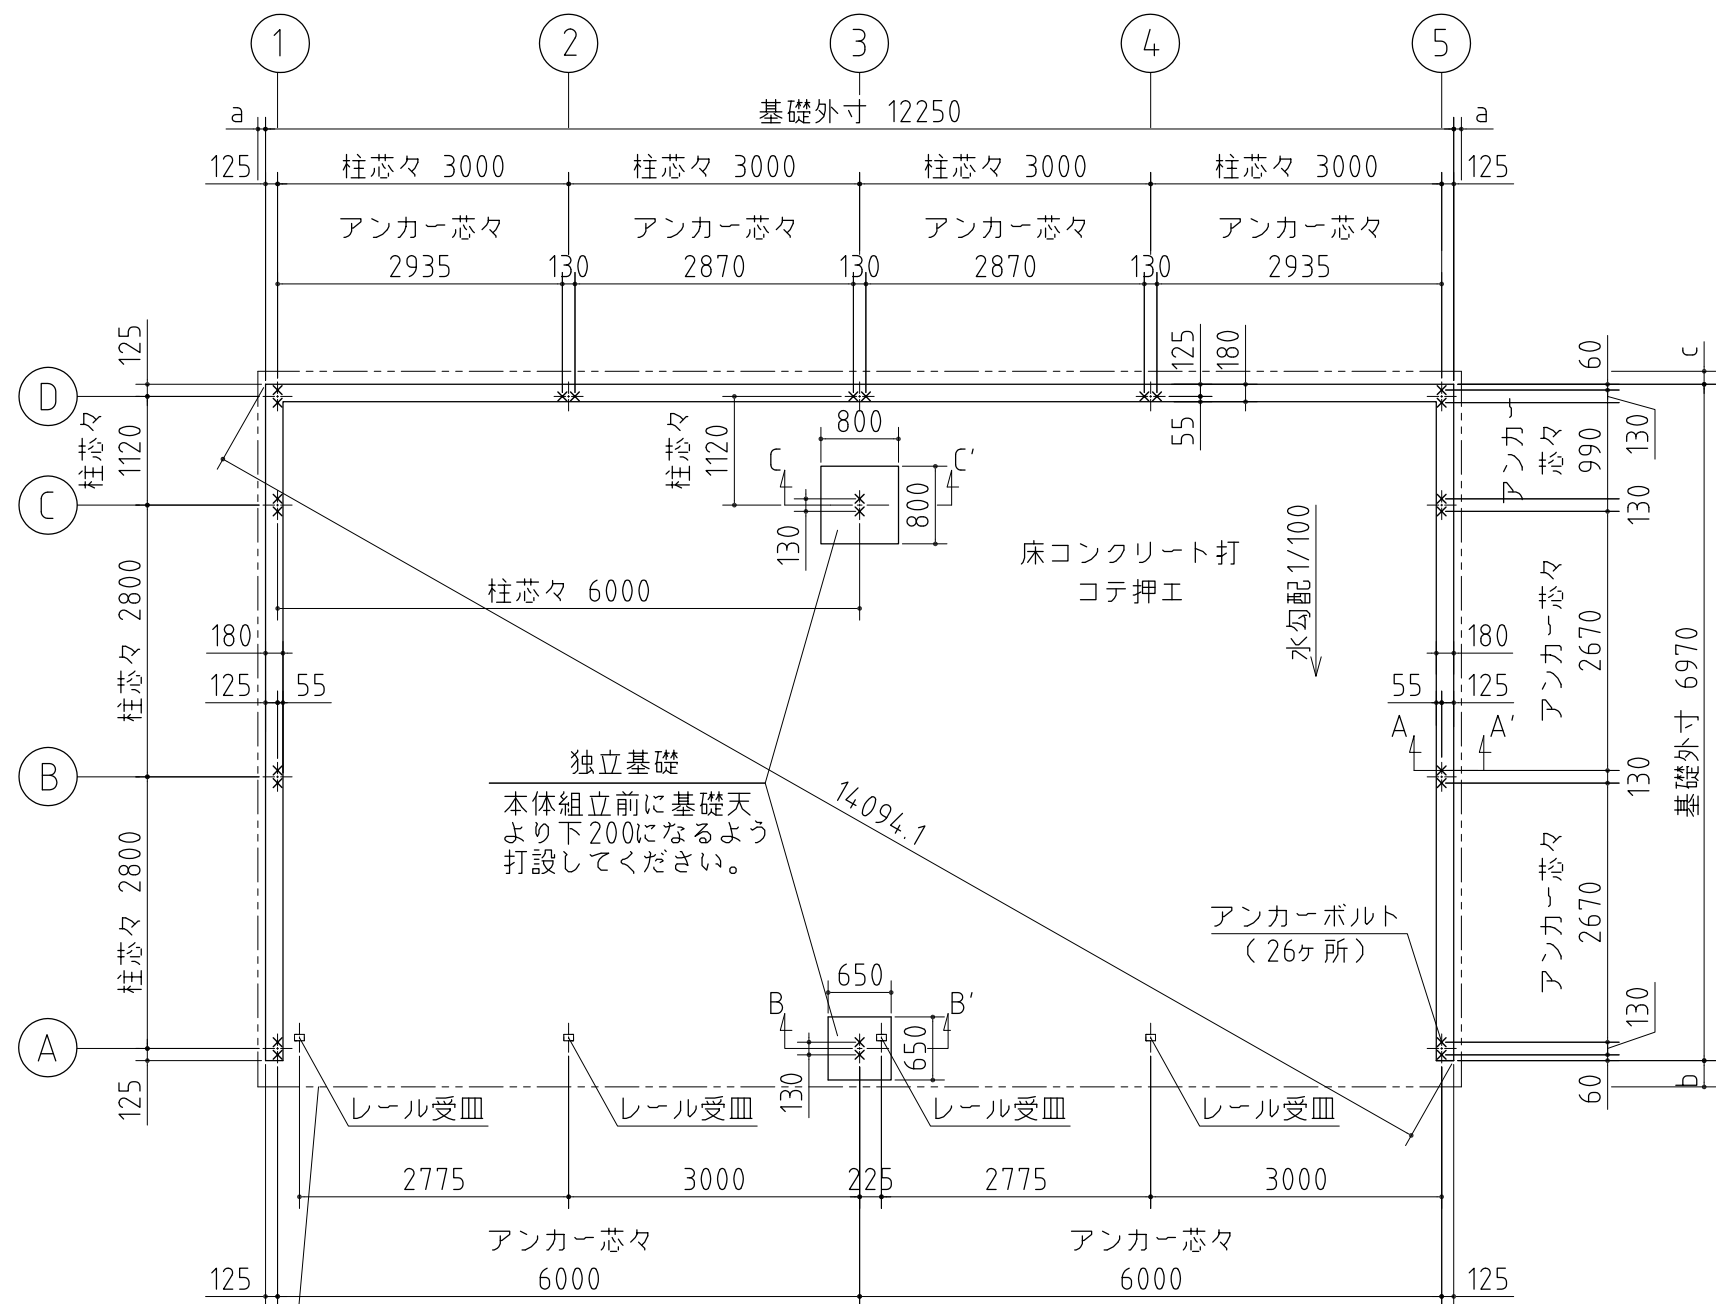 1 2 3 4 5
a 基礎外寸 12250 a
125 柱芯々 3000 柱芯々 3000 柱芯々 3000 柱芯々 3000 125
アンカー芯々 アンカー芯々 アンカー芯々 アンカー芯々
2935 130 2870 130 2870 130 2935
125
125
180
60
c
D
柱芯々
1120
柱芯々
1120
800
55
アンカー
芯々
990
130
C
C C'
800
130
130
床コンクリート打
コテ押エ
水勾配1/100
柱芯々 2800
柱芯々 6000
アンカー芯々
2670
180
180
125 55
55 125
A A'
基礎外寸 6970
B
独立基礎
本体組立前に基礎天
より下200になるよう
打設してください。
14094.1
130
柱芯々 2800
アンカーボルト
(26ケ所)
アンカー芯々
2670
650
B B'
650
130
130
A
125
60
b
レール受皿 レール受皿 レール受皿 レール受皿
2775 3000 225 2775 3000
アンカー芯々 アンカー芯々
125 6000 6000 125